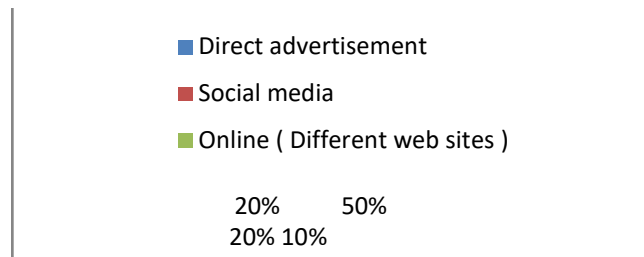 Direct advertisement
Social media
Online ( Different web sites )
20% 50%
20% 10%